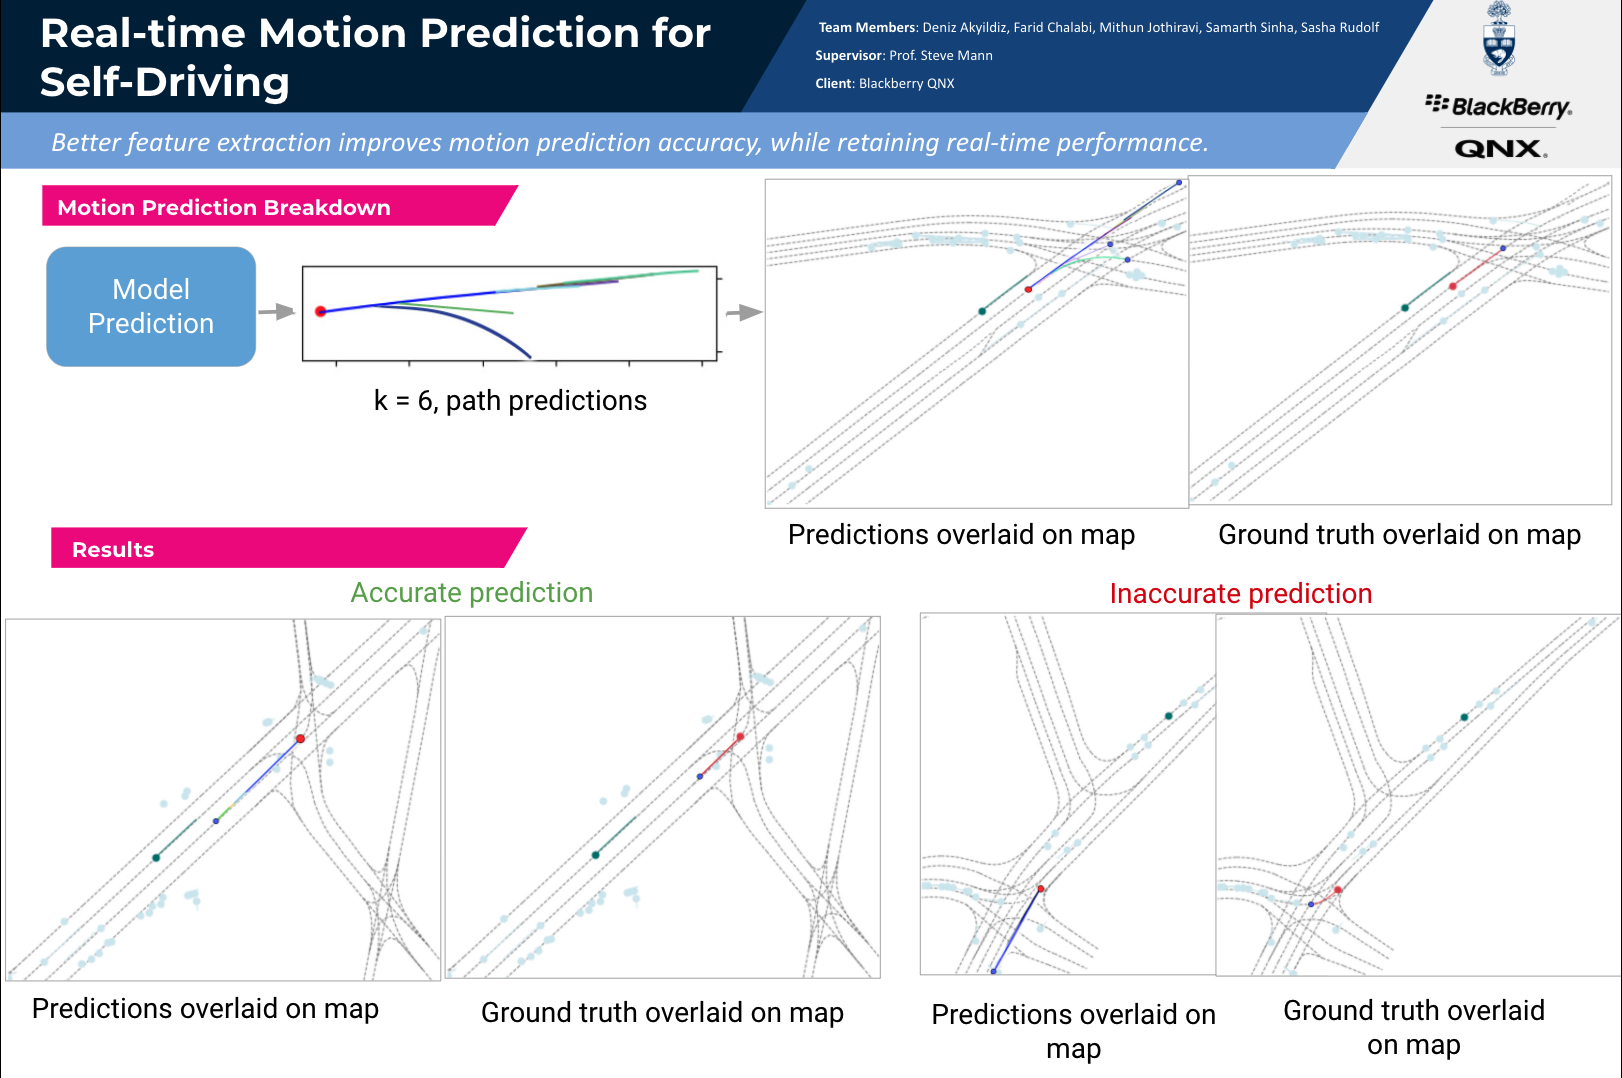 Real-time Motion Prediction for
Self-Driving
Team Members: Deniz Akyildiz, Farid Chalabi, Mithun Jothiravi, Samarth Sinha, Sasha Rudolf
Supervisor: Prof. Steve Mann
Client: Blackberry QNX
BlackBerry
QNX
Better feature extraction improves motion prediction accuracy, while retaining real-time performance.
Motion Prediction Breakdown
Model
Prediction
k = 6, path predictions
Predictions overlaid on map
Ground truth overlaid on map
Results
Accurate prediction
Inaccurate prediction
Predictions overlaid on map
Ground truth overlaid on map
Predictions overlaid on
map
Ground truth overlaid
on map